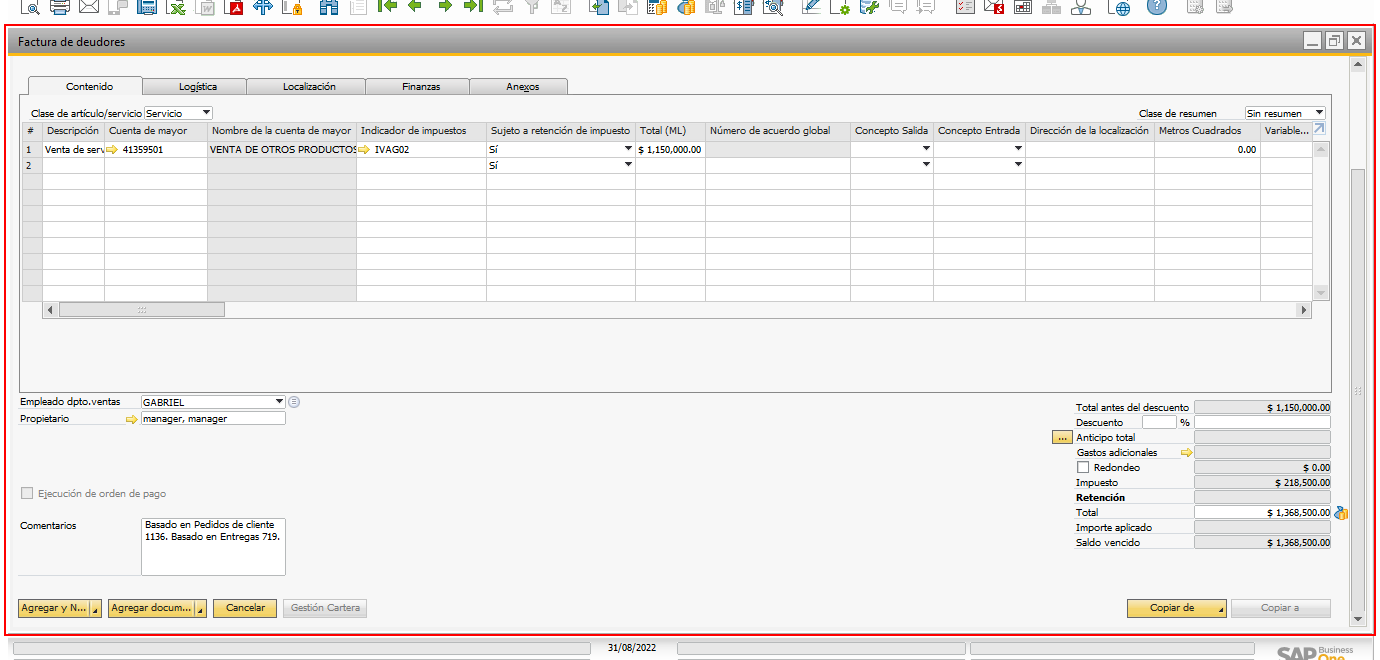 Factura de deudores
Contenido Logística Localización Finanzas Anexos
Clase de artículo/servicio Servicio Clase de resumen Sin resumen
# Descripción Cuenta de mayor Nombre de la cuenta de mayor Indicador de impuestos Sujeto a retención de impuesto Total (ML) Número de acuerdo global Concepto Salida Concepto Entrada Dirección de la localización Metros Cuadrados Variable...
1 Venta de serv 41359501 VENTA DE OTROS PRODUCTOS IVAG02 Sí $ 1,150,000.00 0.00
2 Sí
Empleado dpto.ventas GABRIEL
Propietario manager, manager
Total antes del descuento $ 1,150,000.00
Descuento %
... Anticipo total
Gastos adicionales
Redondeo $ 0.00
Impuesto $ 218,500.00
Retención
Total $ 1,368,500.00
Importe aplicado
Saldo vencido $ 1,368,500.00
Ejecución de orden de pago
Comentarios Basado en Pedidos de cliente
1136. Basado en Entregas 719.
Agregar y N... Agregar docum... Cancelar Gestión Cartera Copiar de Copiar a
31/08/2022
SAP Business
One